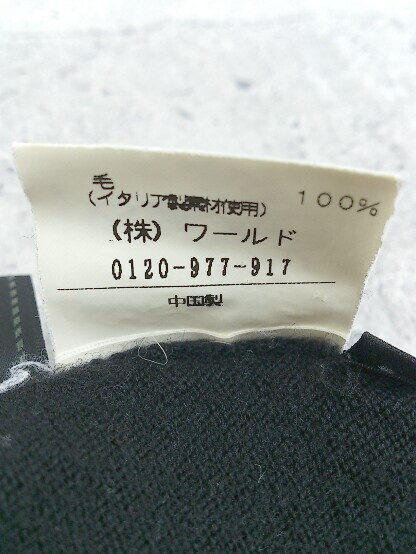 毛 100%
(イタリア製素材使用)
(株) ワールド
0120-977-917
中国製